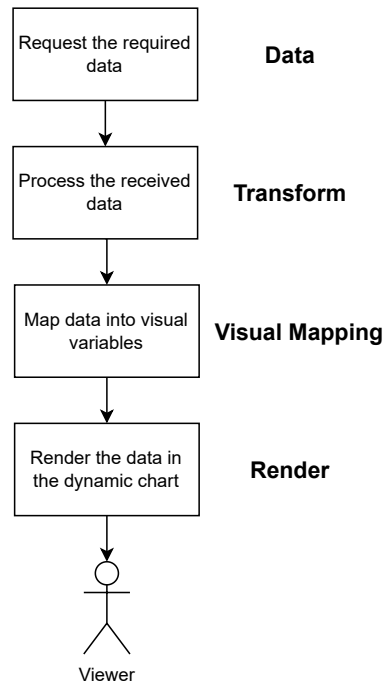 Request the required
data
Data
Process the received
data
Transform
Map data into visual
variables
Visual Mapping
Render the data in
the dynamic chart
Render
Viewer